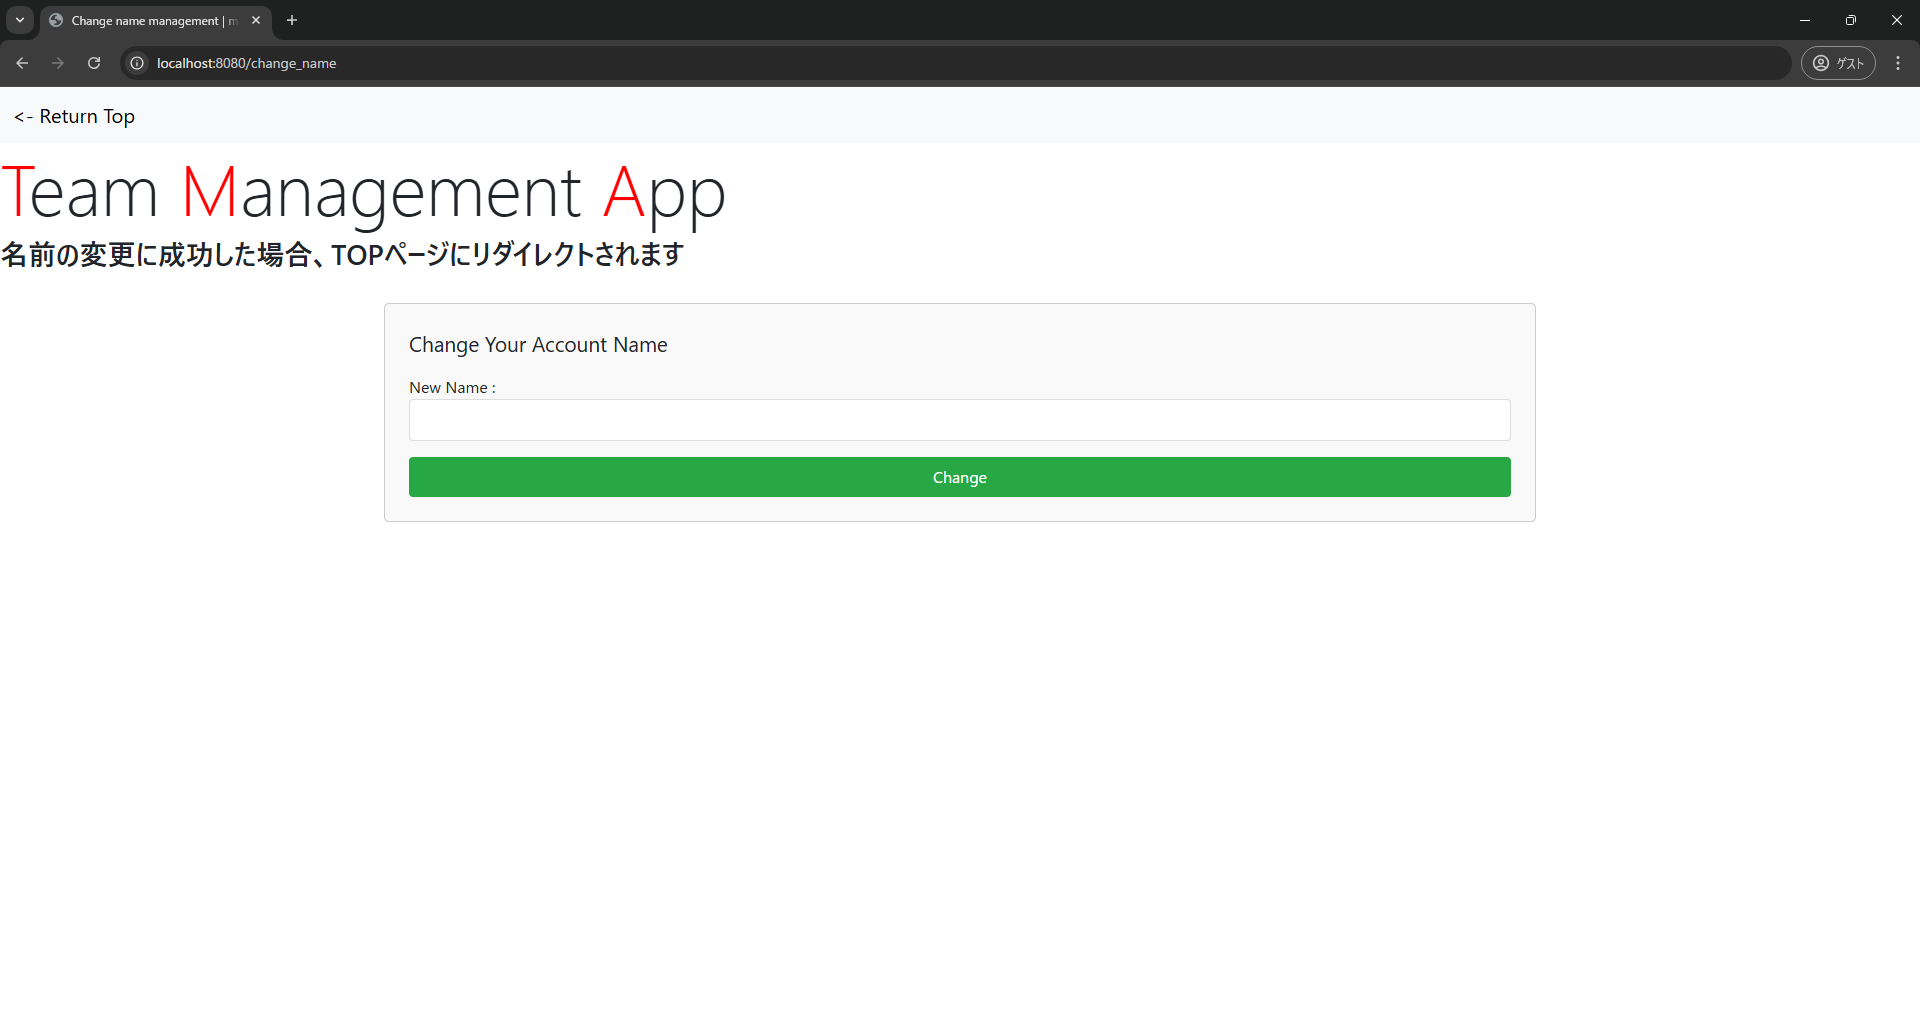 Change name management | m
localhost:8080/change_name
ゲスト
<- Return Top
Team Management App
名前の変更に成功した場合、TOPページにリダイレクトされます
Change Your Account Name
New Name :
Change